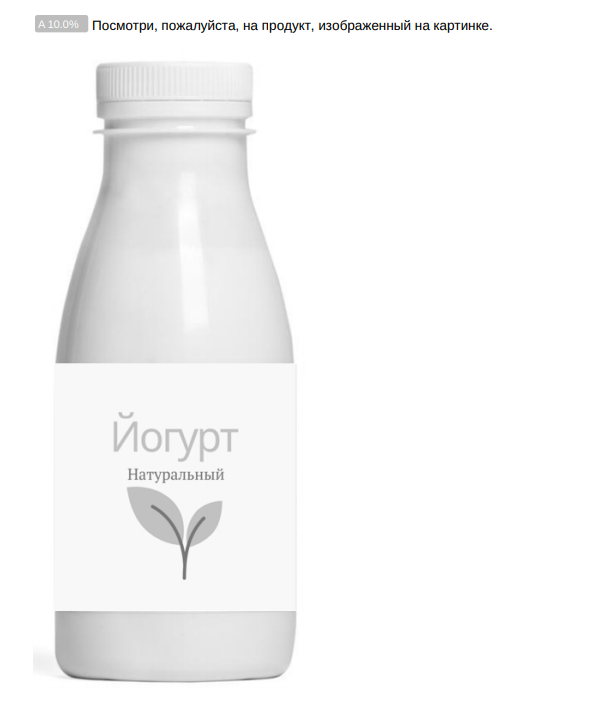 A 10.0% Посмотри, пожалуйста, на продукт, изображенный на картинке.
Йогурт
Натуральный